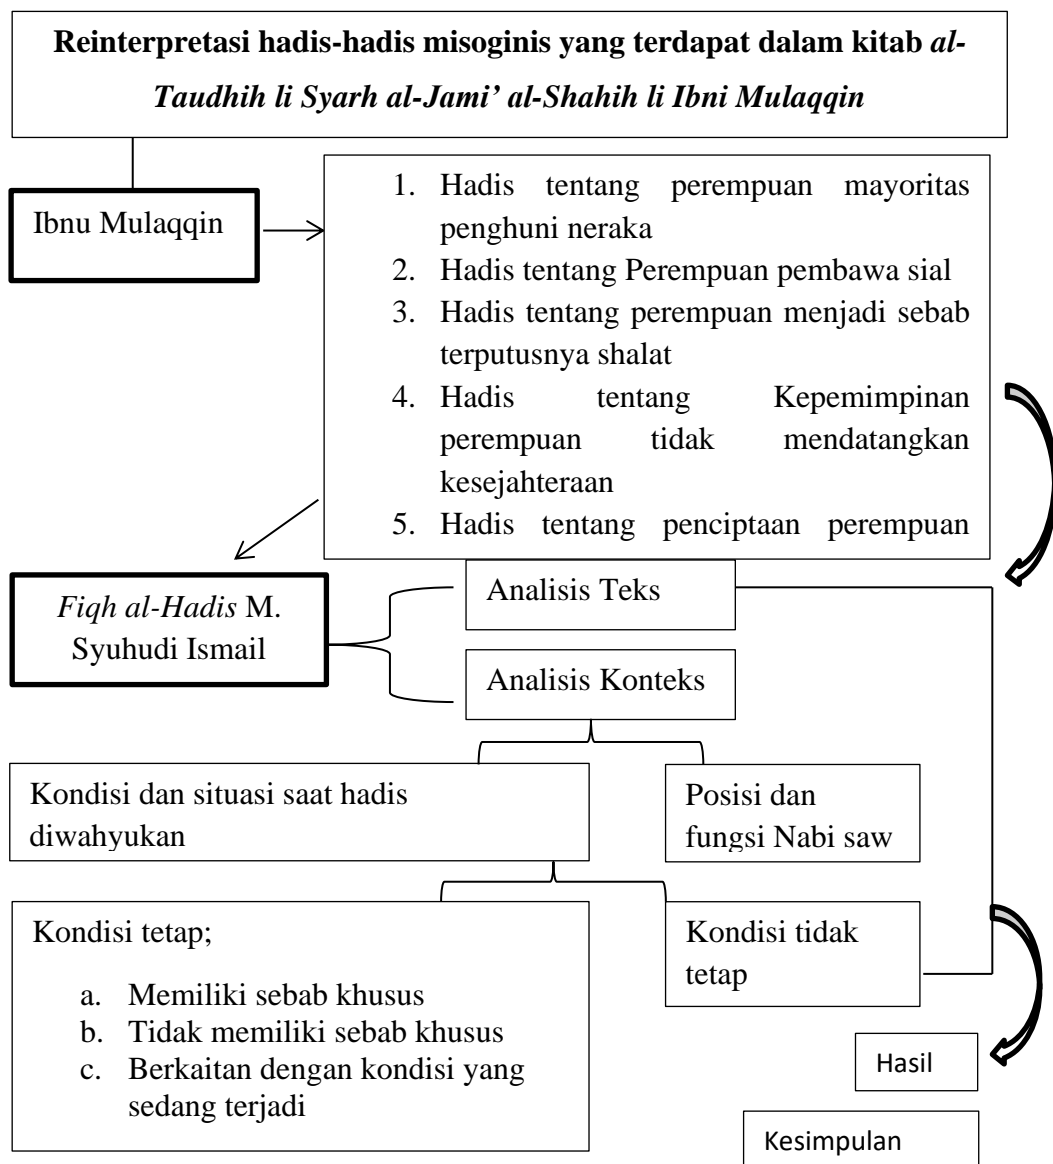 Reinterpretasi hadis-hadis misoginis yang terdapat dalam kitab al-
Taudhih li Syarh al-Jami’ al-Shahih li Ibni Mulaqqin
Ibnu Mulaqqin
1. Hadis tentang perempuan mayoritas
penghuni neraka
2. Hadis tentang Perempuan pembawa sial
3. Hadis tentang perempuan menjadi sebab
terputusnya shalat
4. Hadis tentang Kepemimpinan
perempuan tidak mendatangkan
kesejahteraan
5. Hadis tentang penciptaan perempuan
Fiqh al-Hadis M.
Syuhudi Ismail
Analisis Teks
Analisis Konteks
Kondisi dan situasi saat hadis
diwahyukan
Posisi dan
fungsi Nabi saw
Kondisi tetap;
a. Memiliki sebab khusus
b. Tidak memiliki sebab khusus
c. Berkaitan dengan kondisi yang
sedang terjadi
Kondisi tidak
tetap
Hasil
Kesimpulan